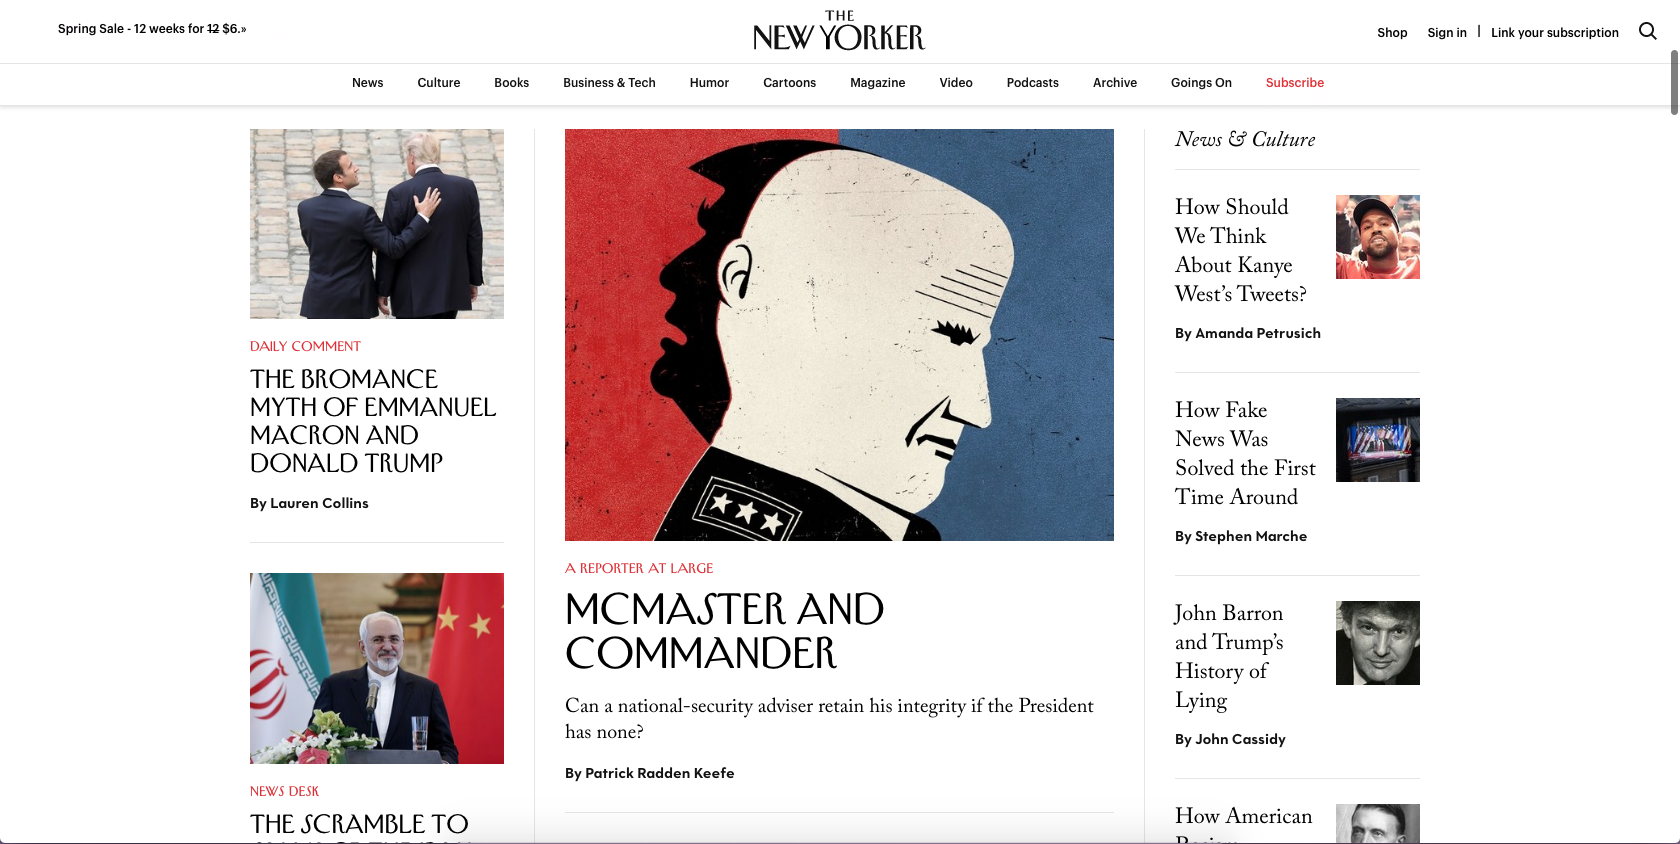 Spring Sale - 12 weeks for 12 $6.»
THE
NEW YORKER
Shop
Sign in
Link your subscription
News
Culture
Books
Business & Tech
Humor
Cartoons
Magazine
Video
Podcasts
Archive
Goings On
Subscribe
DAILY COMMENT
THE BROMANCE
MYTH OF EMMANUEL
MACRON AND
DONALD TRUMP
By Lauren Collins
NEWS DESK
THE SCRAMBLE TO
A REPORTER AT LARGE
MCMASTER AND
COMMANDER
Can a national-security adviser retain his integrity if the President
has none?
By Patrick Radden Keefe
News & Culture
How Should
We Think
About Kanye
West's Tweets?
By Amanda Petrusich
How Fake
News Was
Solved the First
Time Around
By Stephen Marche
John Barron
and Trump's
History of
Lying
By John Cassidy
How American